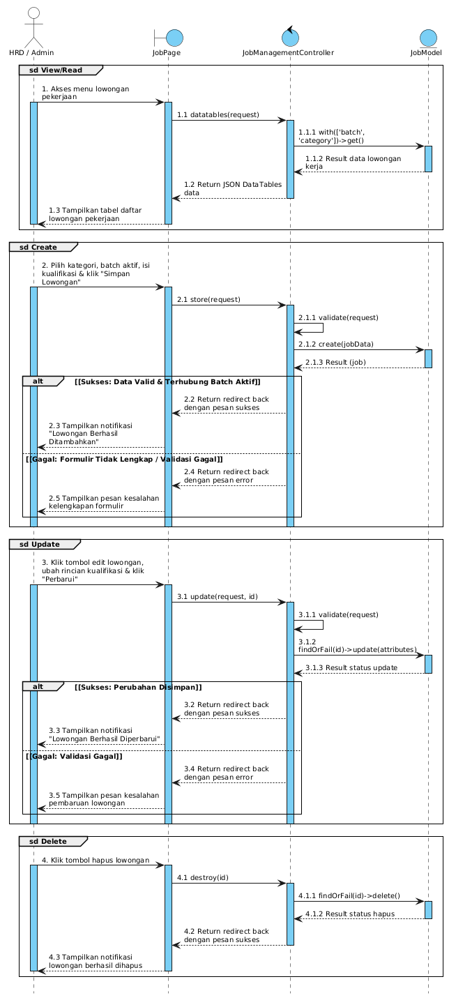 HRD / Admin
JobPage
JobManagementController
JobModel
sd View/Read
1. Akses menu lowongan
pekerjaan
1.1 datatables(request)
1.1.1 with(['batch',
'category'])->get()
1.1.2 Result data lowongan
kerja
1.2 Return JSON DataTables
data
1.3 Tampilkan tabel daftar
lowongan pekerjaan
sd Create
2. Pilih kategori, batch aktif, isi
kualifikasi & klik "Simpan
Lowongan"
2.1 store(request)
2.1.1 validate(request)
2.1.2 create(jobData)
2.1.3 Result (job)
alt
[[Sukses: Data Valid & Terhubung Batch Aktif]]
2.2 Return redirect back
dengan pesan sukses
2.3 Tampilkan notifikasi
"Lowongan Berhasil
Ditambahkan"
[[Gagal: Formulir Tidak Lengkap / Validasi Gagal]]
2.4 Return redirect back
dengan pesan error
2.5 Tampilkan pesan kesalahan
kelengkapan formulir
sd Update
3. Klik tombol edit lowongan,
ubah rincian kualifikasi & klik
"Perbarui"
3.1 update(request, id)
3.1.1 validate(request)
3.1.2
findOrFail(id)->update(attributes)
3.1.3 Result status update
alt
[[Sukses: Perubahan Disimpan]]
3.2 Return redirect back
dengan pesan sukses
3.3 Tampilkan notifikasi
"Lowongan Berhasil Diperbarui"
[[Gagal: Validasi Gagal]]
3.4 Return redirect back
dengan pesan error
3.5 Tampilkan pesan kesalahan
pembaruan lowongan
sd Delete
4. Klik tombol hapus lowongan
4.1 destroy(id)
4.1.1 findOrFail(id)->delete()
4.1.2 Result status hapus
4.2 Return redirect back
dengan pesan sukses
4.3 Tampilkan notifikasi
lowongan berhasil dihapus